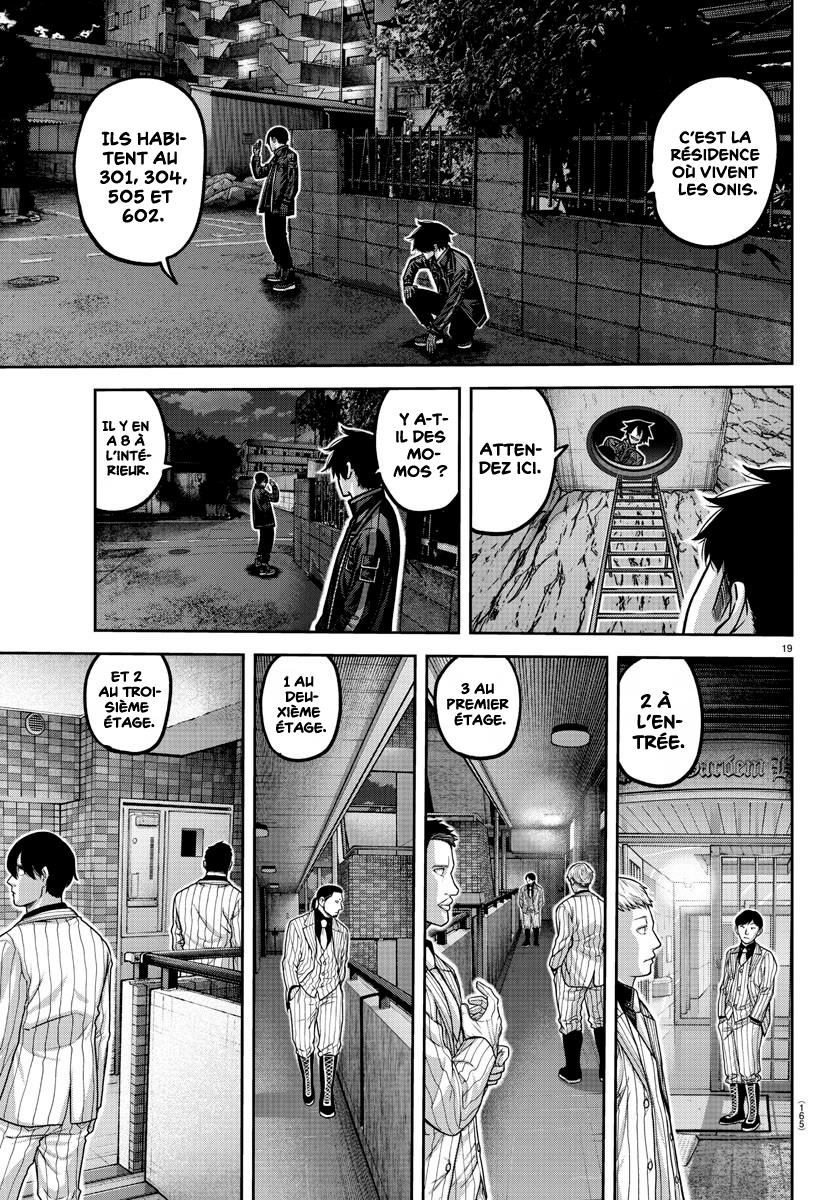 C'EST LA
RÉSIDENCE
OÙ VIVENT
LES ONIS.
ILS HABI-
TENT AU
301, 304,
505 ET
602.
ATTEN-
DEZ ICI.
Y A-T-
IL DES
MO-
MOS ?
IL Y EN
A 8 À
L'INTÉ-
RIEUR.
19
2 À
L'EN-
TRÉE.
3 AU
PREMIER
ÉTAGE.
1 AU
DEU-
XIÈME
ÉTAGE.
ET 2
AU TROI-
SIÈME
ÉTAGE.
(165)